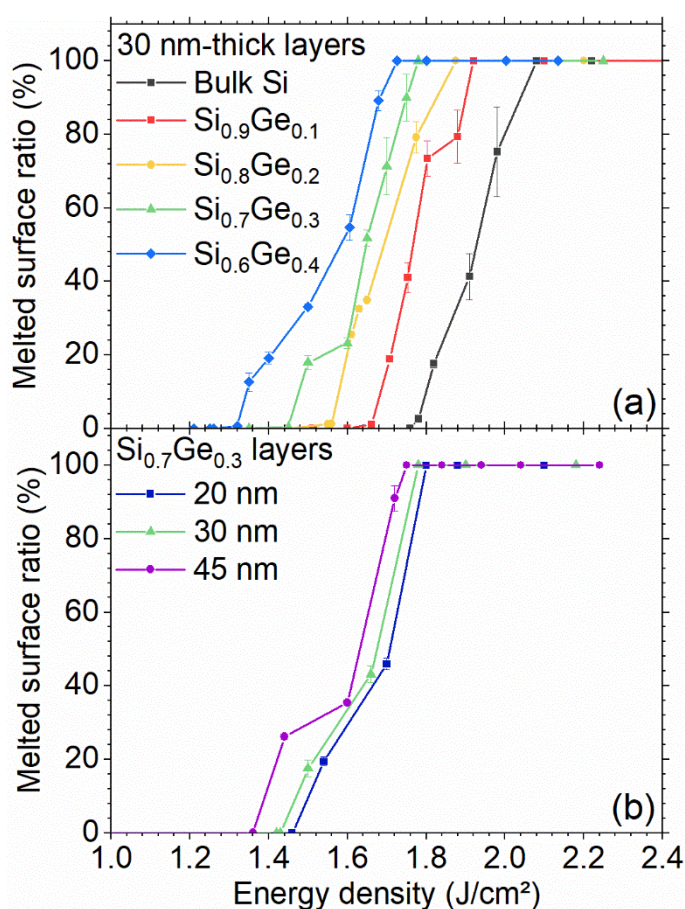 100
80
60
40
20
0
Melted surface ratio (%)
30 nm-thick layers
Bulk Si
Si₀.₉Ge₀.₁
Si₀.₈Ge₀.₂
Si₀.₇Ge₀.₃
Si₀.₆Ge₀.₄
(a)
100
80
60
40
20
0
Melted surface ratio (%)
Si₀.₇Ge₀.₃ layers
20 nm
30 nm
45 nm
(b)
1.0 1.2 1.4 1.6 1.8 2.0 2.2 2.4
Energy density (J/cm²)